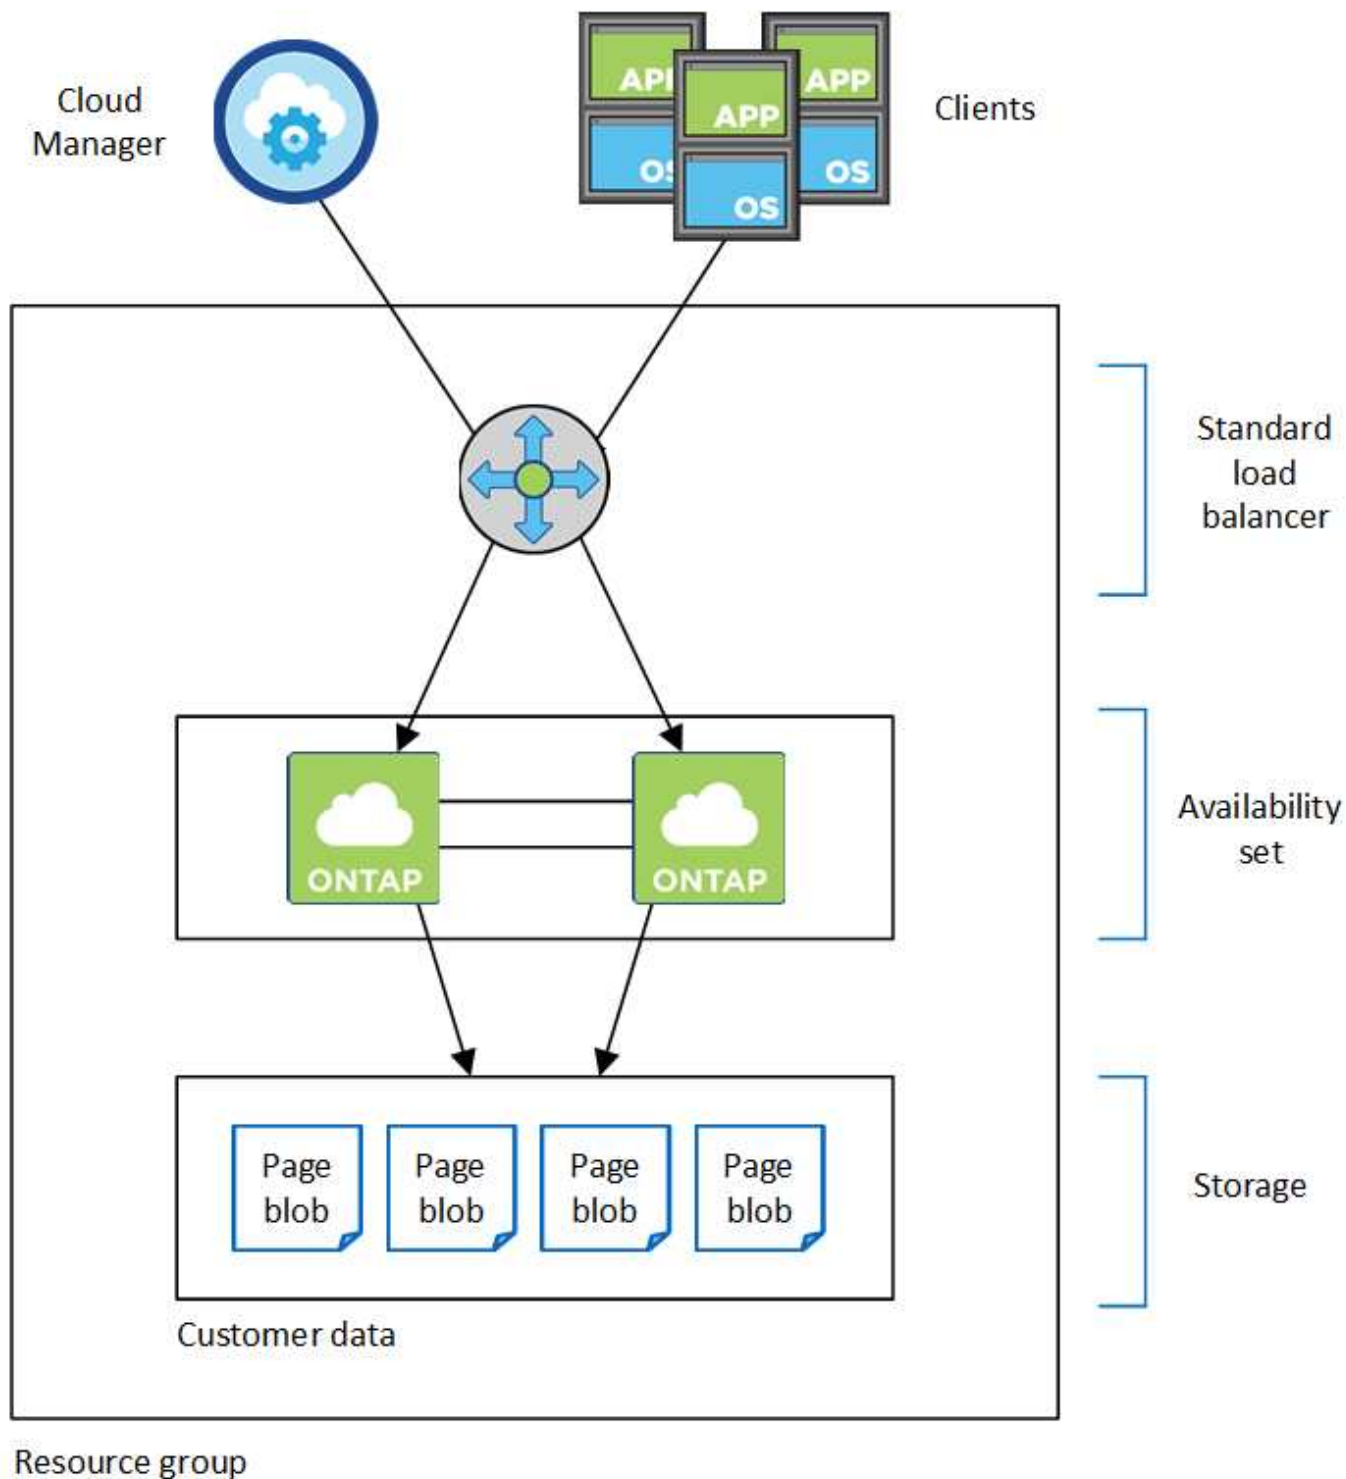 Cloud
Manager
APP
APP
APP
OS
OS
OS
Clients
Standard
load
balancer
ONTAP
ONTAP
Availability
set
Page
blob
Page
blob
Page
blob
Page
blob
Storage
Customer data
Resource group